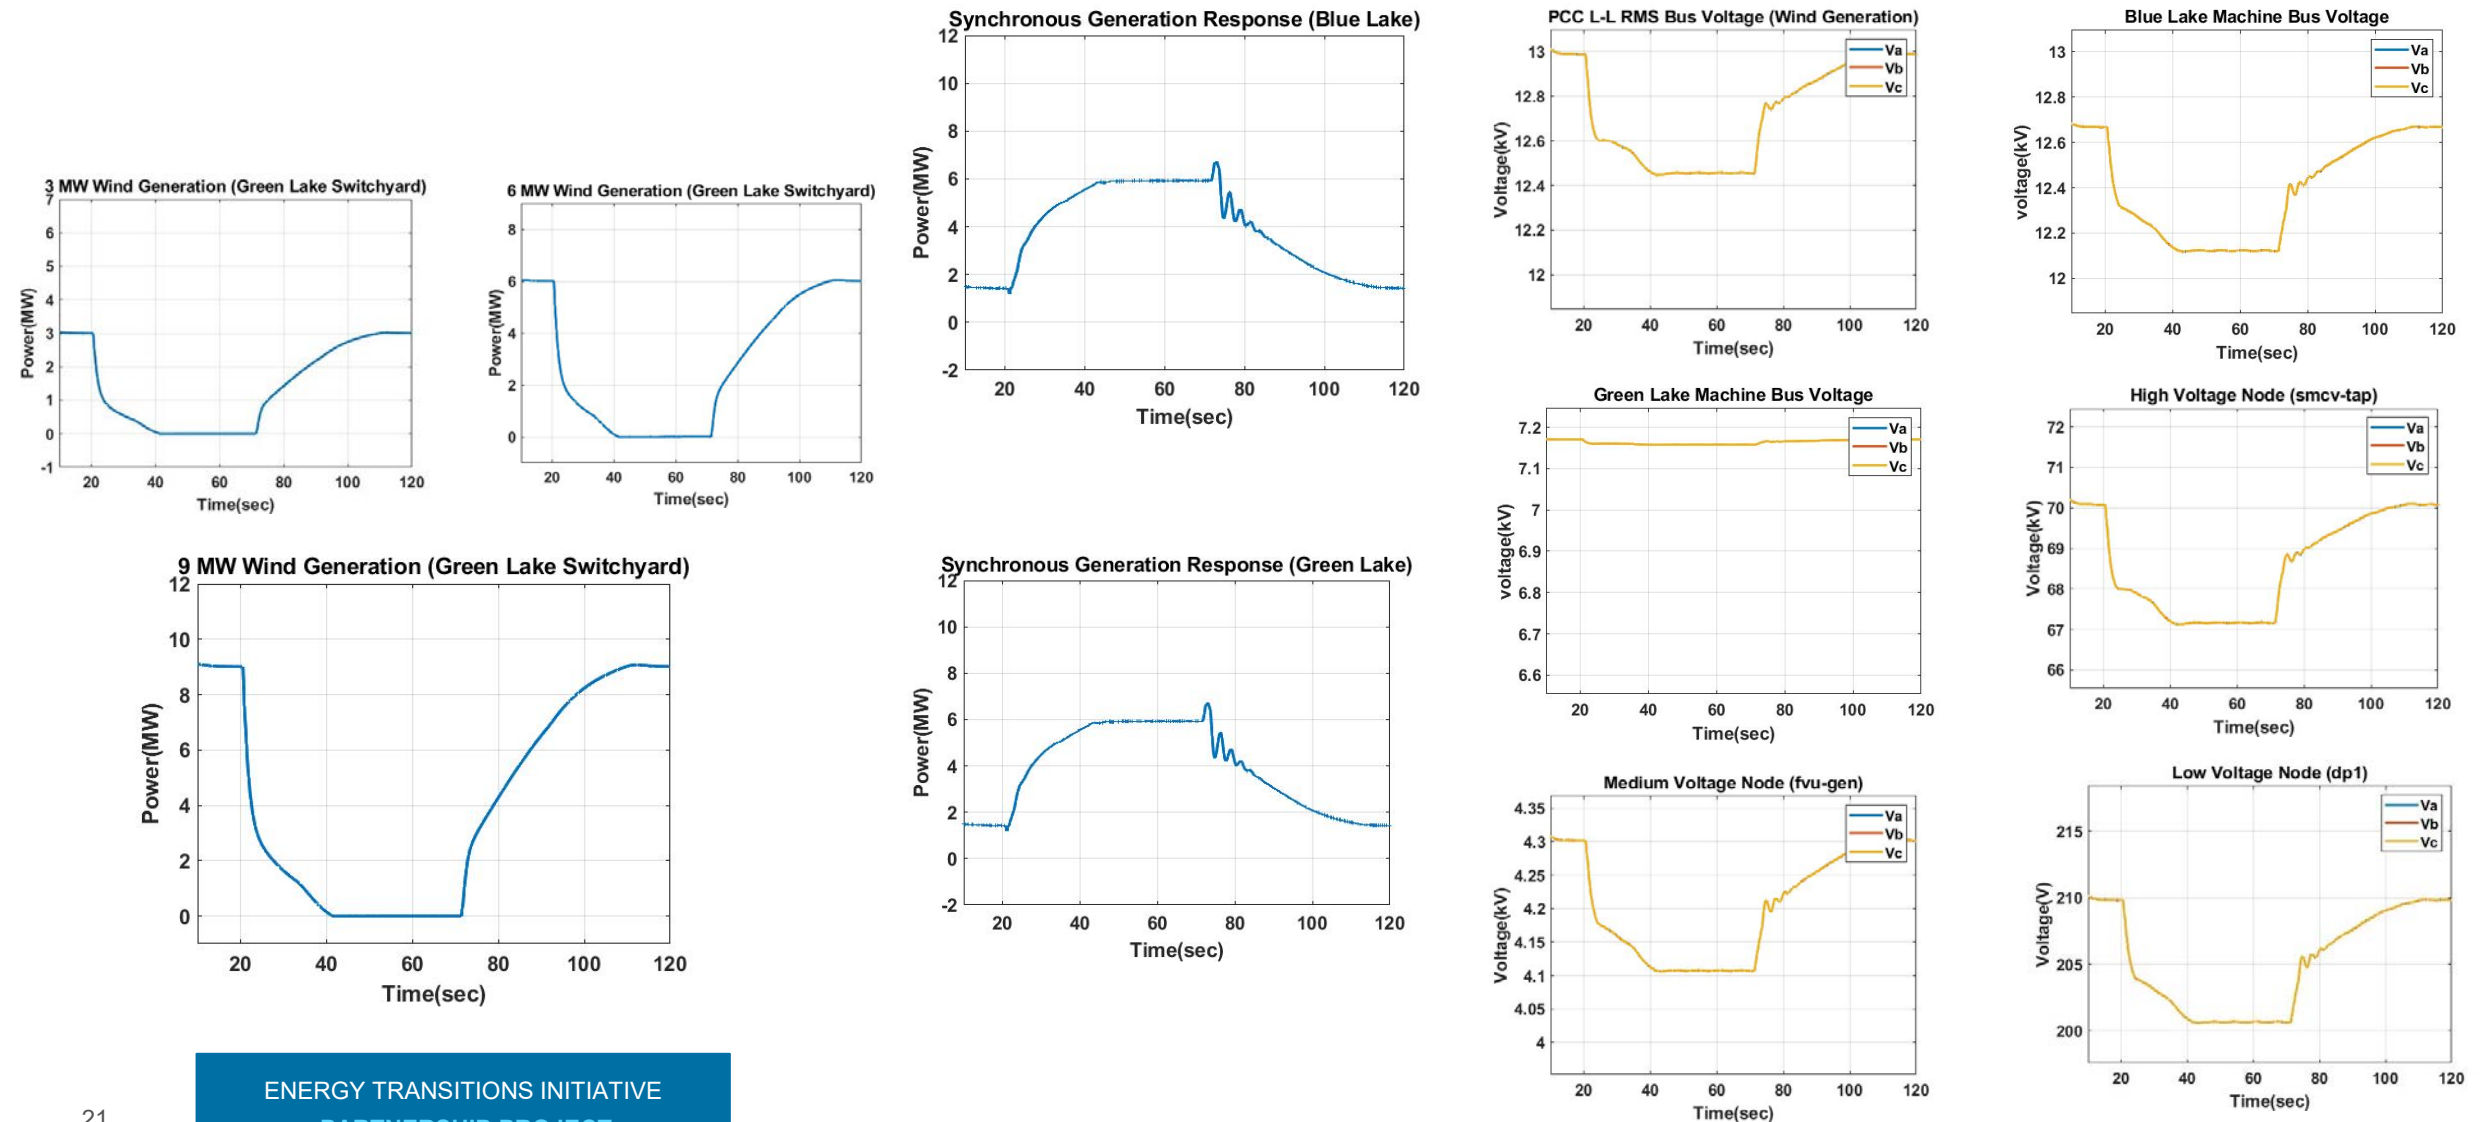 3 MW Wind Generation (Green Lake Switchyard)
7
6
5
4
3
2
1
0
-1
Power(MW)
20 40 60 80 100 120
Time(sec)
6 MW Wind Generation (Green Lake Switchyard)
8
6
4
2
0
Power(MW)
20 40 60 80 100 120
Time(sec)
9 MW Wind Generation (Green Lake Switchyard)
12
10
8
6
4
2
0
Power(MW)
20 40 60 80 100 120
Time(sec)
Synchronous Generation Response (Blue Lake)
12
10
8
6
4
2
0
-2
Power(MW)
20 40 60 80 100 120
Time(sec)
Synchronous Generation Response (Green Lake)
12
10
8
6
4
2
0
-2
Power(MW)
20 40 60 80 100 120
Time(sec)
PCC L-L RMS Bus Voltage (Wind Generation)
13
12.8
12.6
12.4
12.2
12
Voltage(kV)
Va
Vb
Vc
20 40 60 80 100 120
Time(sec)
Blue Lake Machine Bus Voltage
13
12.8
12.6
12.4
12.2
12
voltage(kV)
Va
Vb
Vc
20 40 60 80 100 120
Time(sec)
Green Lake Machine Bus Voltage
7.2
7.1
7
6.9
6.8
6.7
6.6
voltage(kV)
Va
Vb
Vc
20 40 60 80 100 120
Time(sec)
High Voltage Node (smcv-tap)
72
71
70
69
68
67
66
Voltage(kV)
Va
Vb
Vc
20 40 60 80 100 120
Time(sec)
Medium Voltage Node (fvu-gen)
4.35
4.3
4.25
4.2
4.15
4.1
4.05
4
Voltage(kV)
Va
Vb
Vc
20 40 60 80 100 120
Time(sec)
Low Voltage Node (dp1)
215
210
205
200
Voltage(V)
Va
Vb
Vc
20 40 60 80 100 120
Time(sec)
21
ENERGY TRANSITIONS INITIATIVE
PARTNERSHIP PROJECT